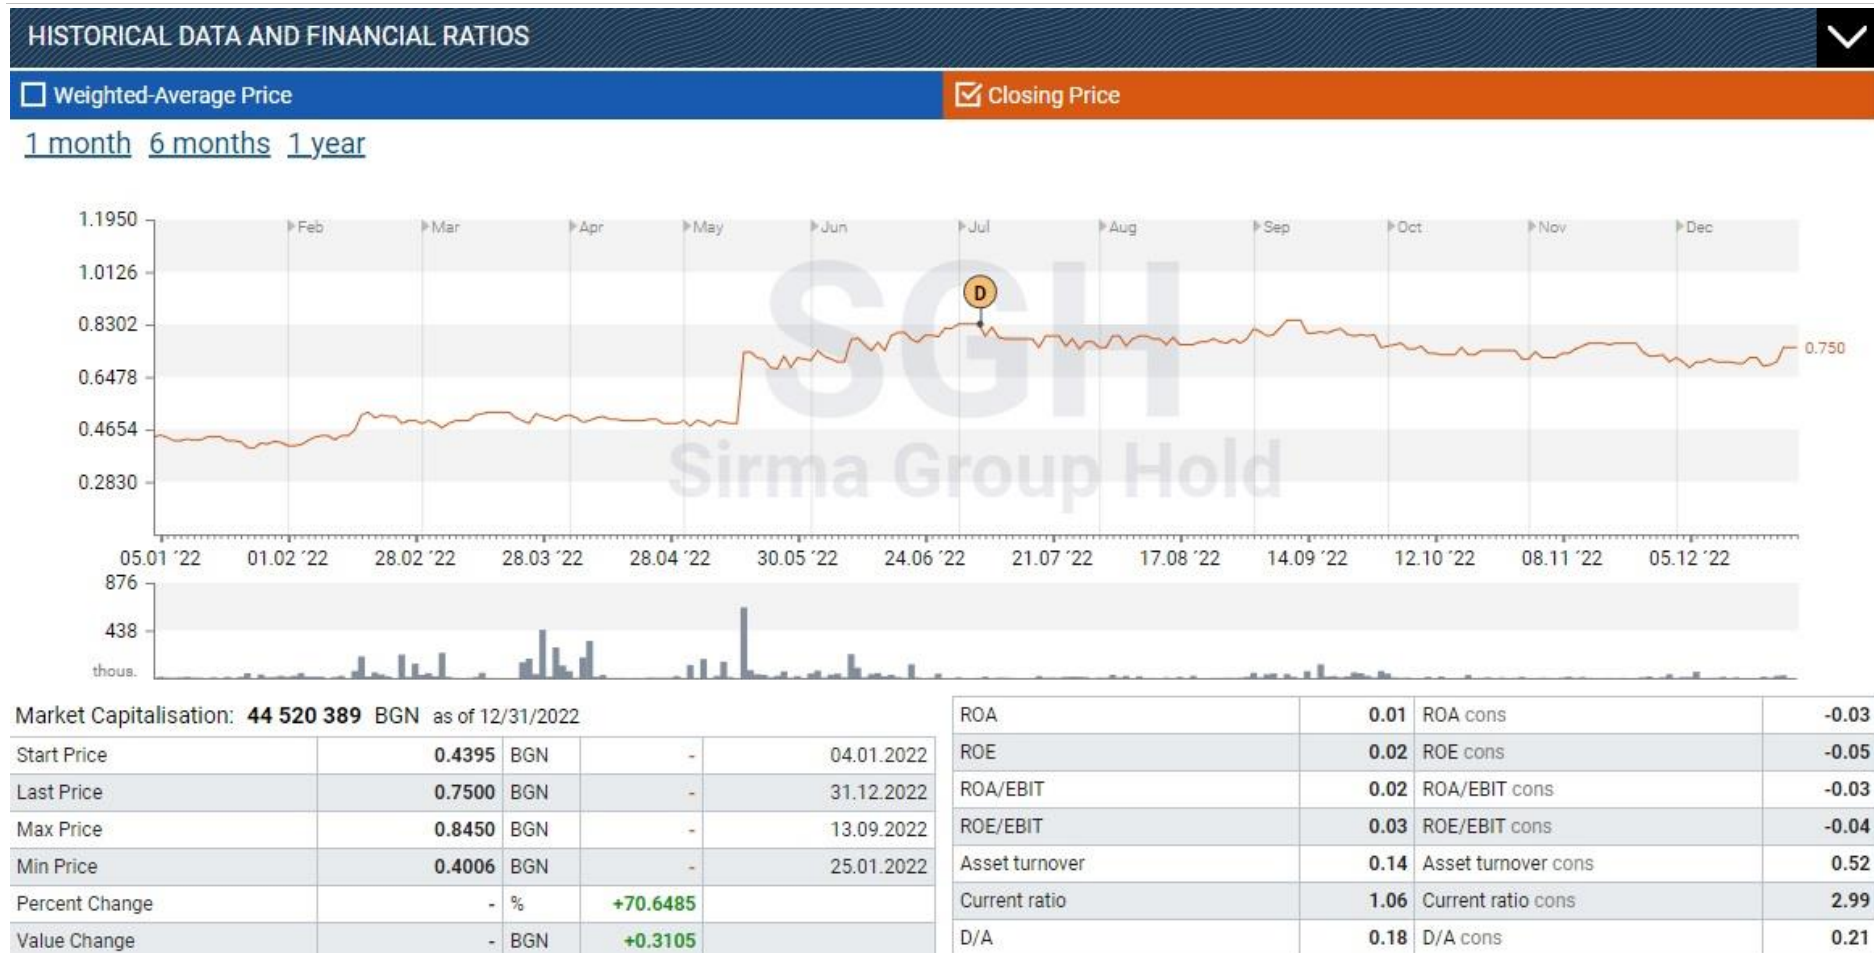 HISTORICAL DATA AND FINANCIAL RATIOS
Weighted-Average Price
Closing Price
1 month 6 months 1 year
1.1950
1.0126
0.8302
0.6478
0.4654
0.2830
Feb Mar Apr May Jun Jul Aug Sep Oct Nov Dec
D
0.750
SGH
Sirma Group Hold
05.01 '22 01.02 '22 28.02 '22 28.03 '22 28.04 '22 30.05 '22 24.06 '22 21.07 '22 17.08 '22 14.09 '22 12.10 '22 08.11 '22 05.12 '22
876
438
thous.
Market Capitalisation: 44 520 389 BGN as of 12/31/2022
Start Price 0.4395 BGN - 04.01.2022
Last Price 0.7500 BGN - 31.12.2022
Max Price 0.8450 BGN - 13.09.2022
Min Price 0.4006 BGN - 25.01.2022
Percent Change - % +70.6485
Value Change - BGN +0.3105
ROA 0.01 ROA cons -0.03
ROE 0.02 ROE cons -0.05
ROA/EBIT 0.02 ROA/EBIT cons -0.03
ROE/EBIT 0.03 ROE/EBIT cons -0.04
Asset turnover 0.14 Asset turnover cons 0.52
Current ratio 1.06 Current ratio cons 2.99
D/A 0.18 D/A cons 0.21